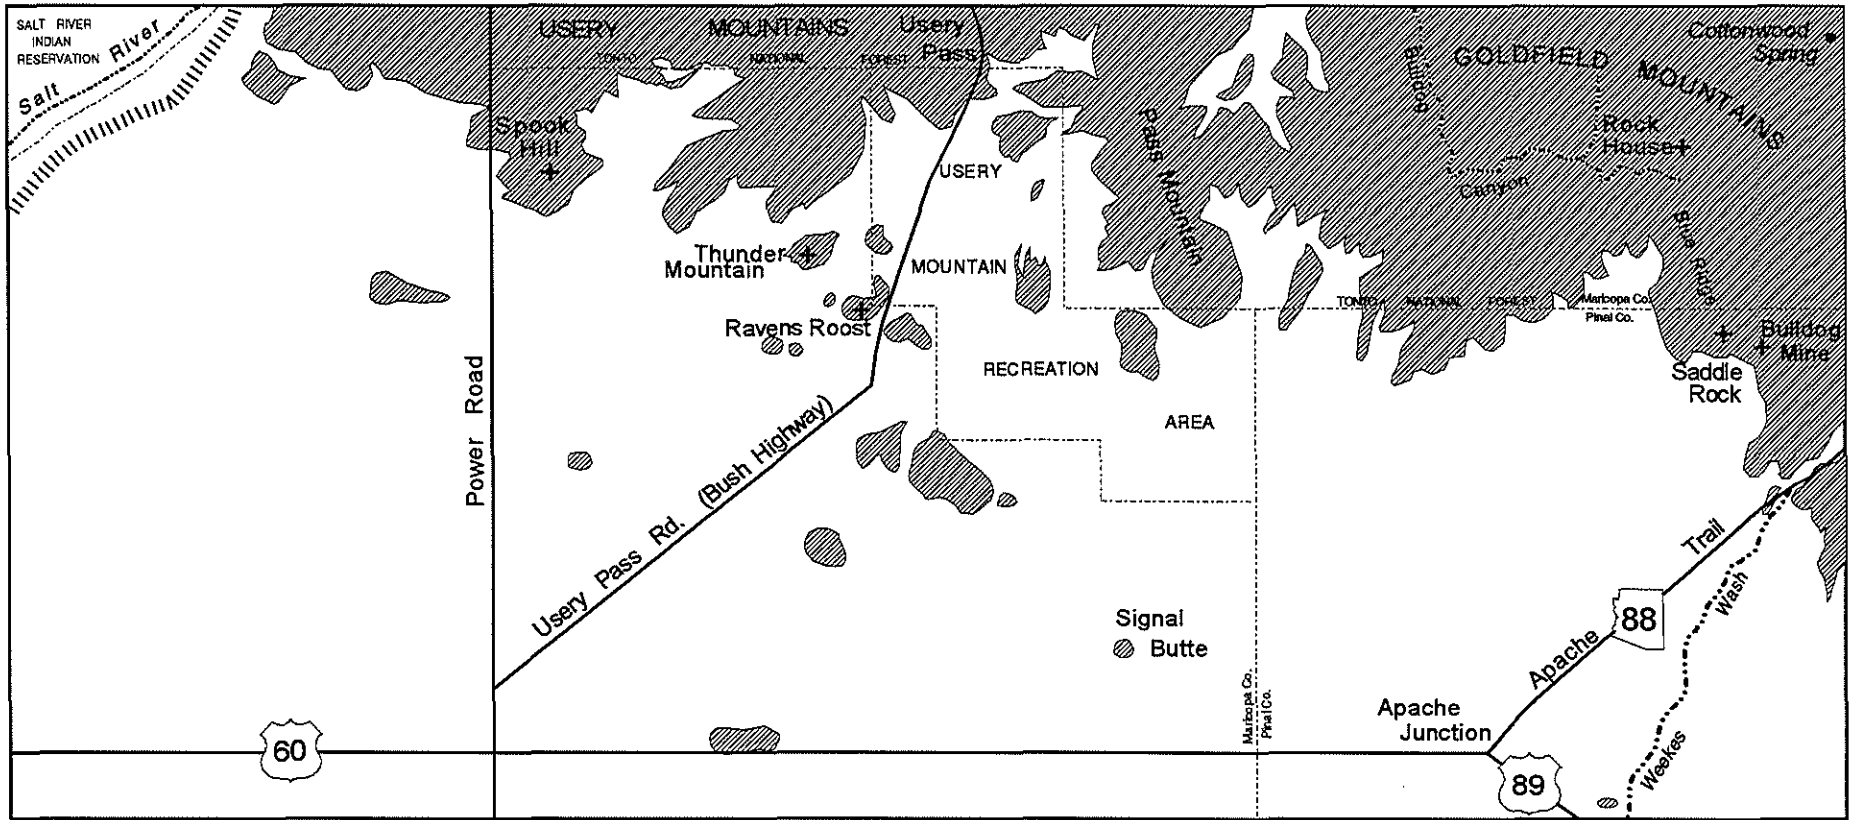 SALT RIVER
INDIAN
RESERVATION
Salt River
USERY MOUNTAINS
Usery
Pass
TONTO NATIONAL FOREST
Bulldog
GOLDFIELD MOUNTAINS
Cottonwood
Spring
Spook
Hill
Pass Mountain
Rock
House
Canyon
USERY
Blue Ridge
Thunder
Mountain
MOUNTAIN
Ravens Roost
TONTO NATIONAL FOREST
Maricopa Co.
Pinal Co.
Bulldog
Mine
Saddle
Rock
RECREATION
AREA
Power Road
Usery Pass Rd. (Bush Highway)
Signal
Butte
Apache Trail
88
Wash
Weekes
Maricopa Co.
Pinal Co.
Apache
Junction
60
89